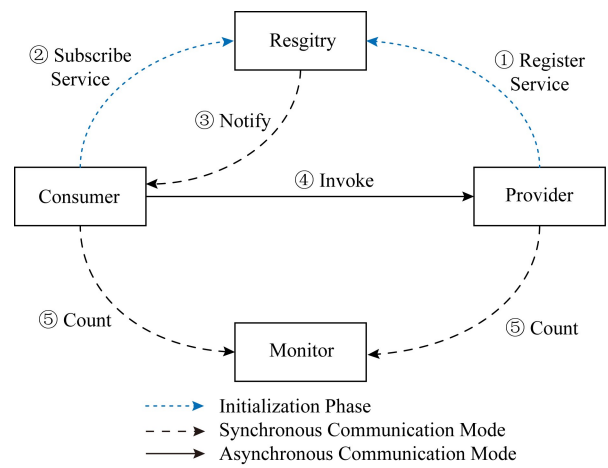 Resgitry
② Subscribe
Service
① Register
Service
③ Notify
④ Invoke
Consumer
Provider
⑤ Count
⑤ Count
Monitor
Initialization Phase
Synchronous Communication Mode
Asynchronous Communication Mode